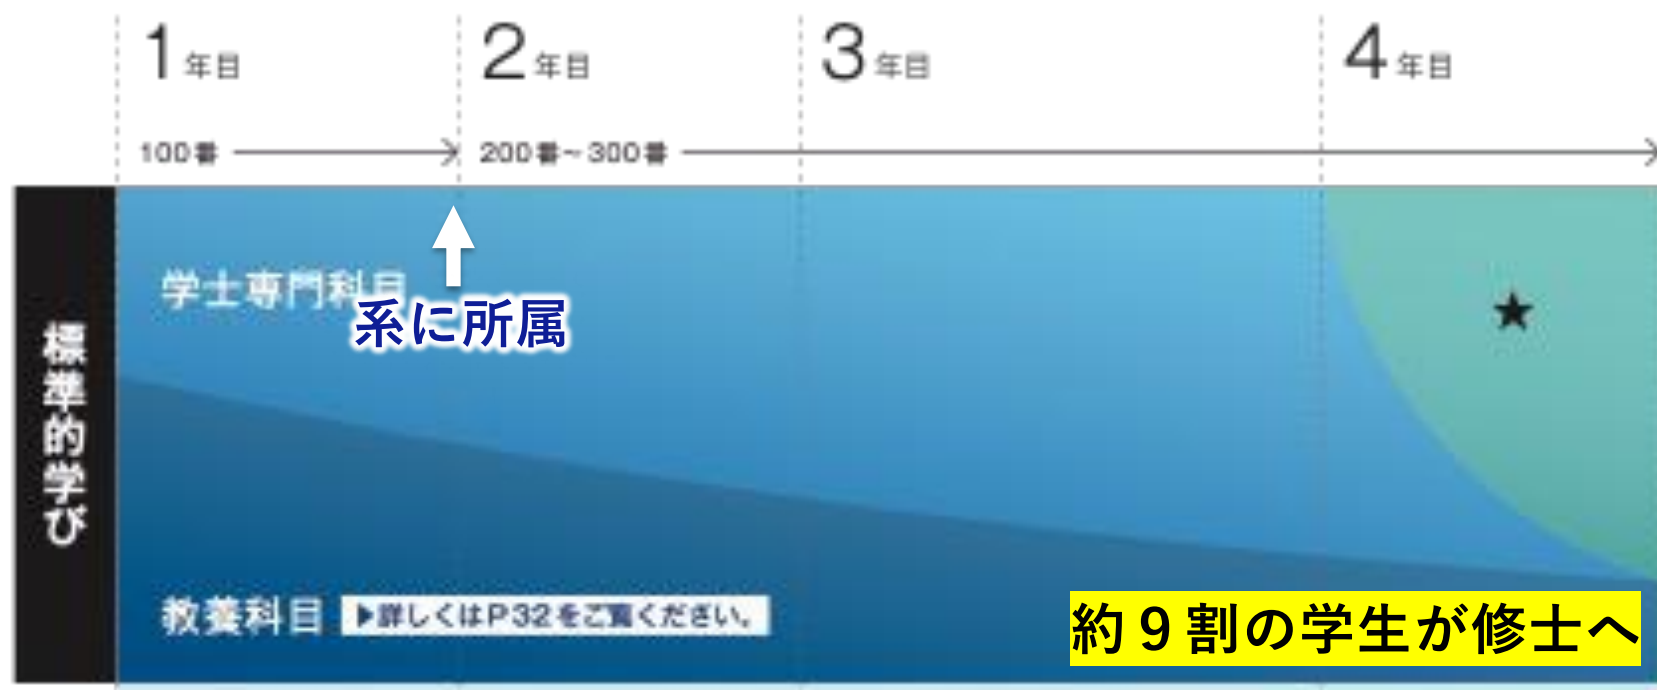 1年目 2年目 3年目 4年目
100番 200番〜300番
学士専門科目
系に所属
標準的学び
★
教養科目 ▶詳しくはP32をご覧ください。
約9割の学生が修士へ